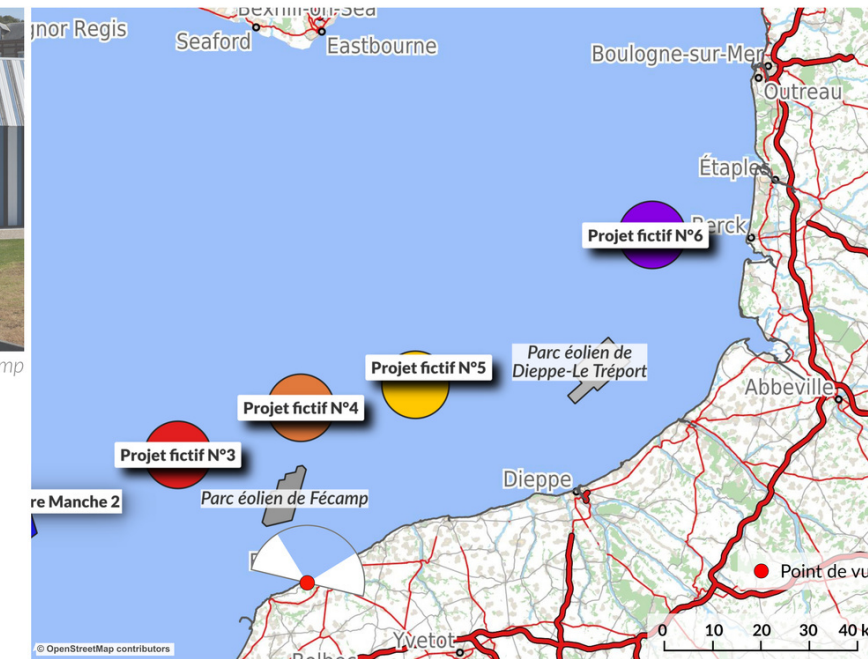 Bexhill-on-Sea
gnor Regis
Seaford
Eastbourne
Boulogne-sur-Mer
Outreau
Étaples
Projet fictif N°6
Berck
Parc éolien de
Dieppe-Le Tréport
Projet fictif N°5
Abbeville
Projet fictif N°4
Projet fictif N°3
mp
re Manche 2
Parc éolien de Fécamp
Dieppe
Point de vu
0 10 20 30 40 k
Yvetot
© OpenStreetMap contributors